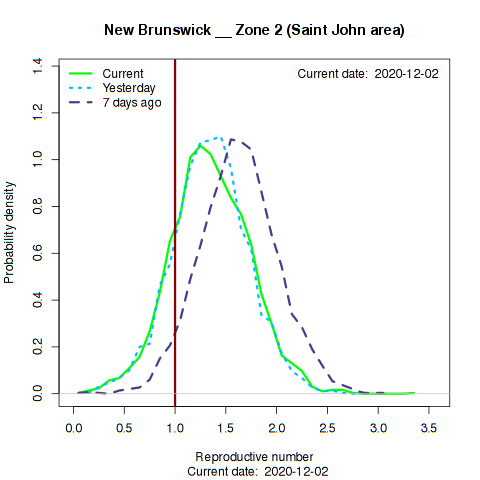 New Brunswick __ Zone 2 (Saint John area)
Current
Yesterday
7 days ago
Current date: 2020-12-02
Probability density
0.0 0.2 0.4 0.6 0.8 1.0 1.2 1.4
0.0 0.5 1.0 1.5 2.0 2.5 3.0 3.5
Reproductive number
Current date: 2020-12-02